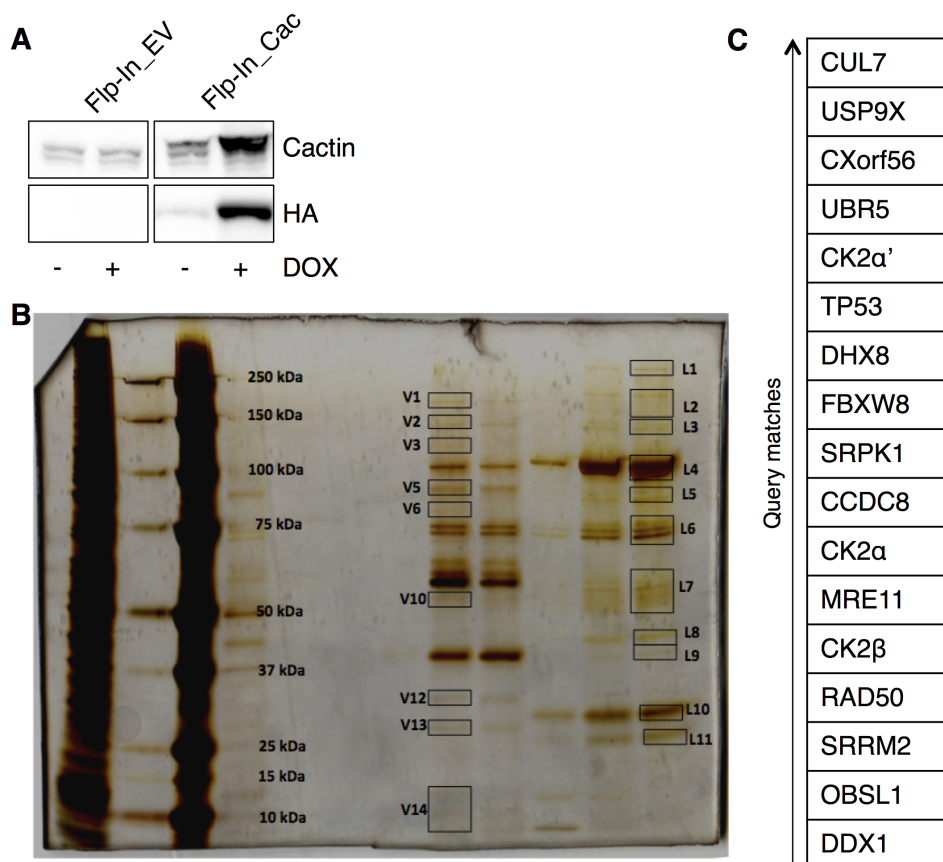 A
Flp-In_EV
Flp-In_Cac
Cactin
HA
- + - + DOX
B
250 kDa
150 kDa
100 kDa
75 kDa
50 kDa
37 kDa
25 kDa
15 kDa
10 kDa
V1
V2
V3
V5
V6
V10
V12
V13
V14
L1
L2
L3
L4
L5
L6
L7
L8
L9
L10
L11
C
Query matches
CUL7
USP9X
CXorf56
UBR5
CK2α’
TP53
DHX8
FBXW8
SRPK1
CCDC8
CK2α
MRE11
CK2β
RAD50
SRRM2
OBSL1
DDX1